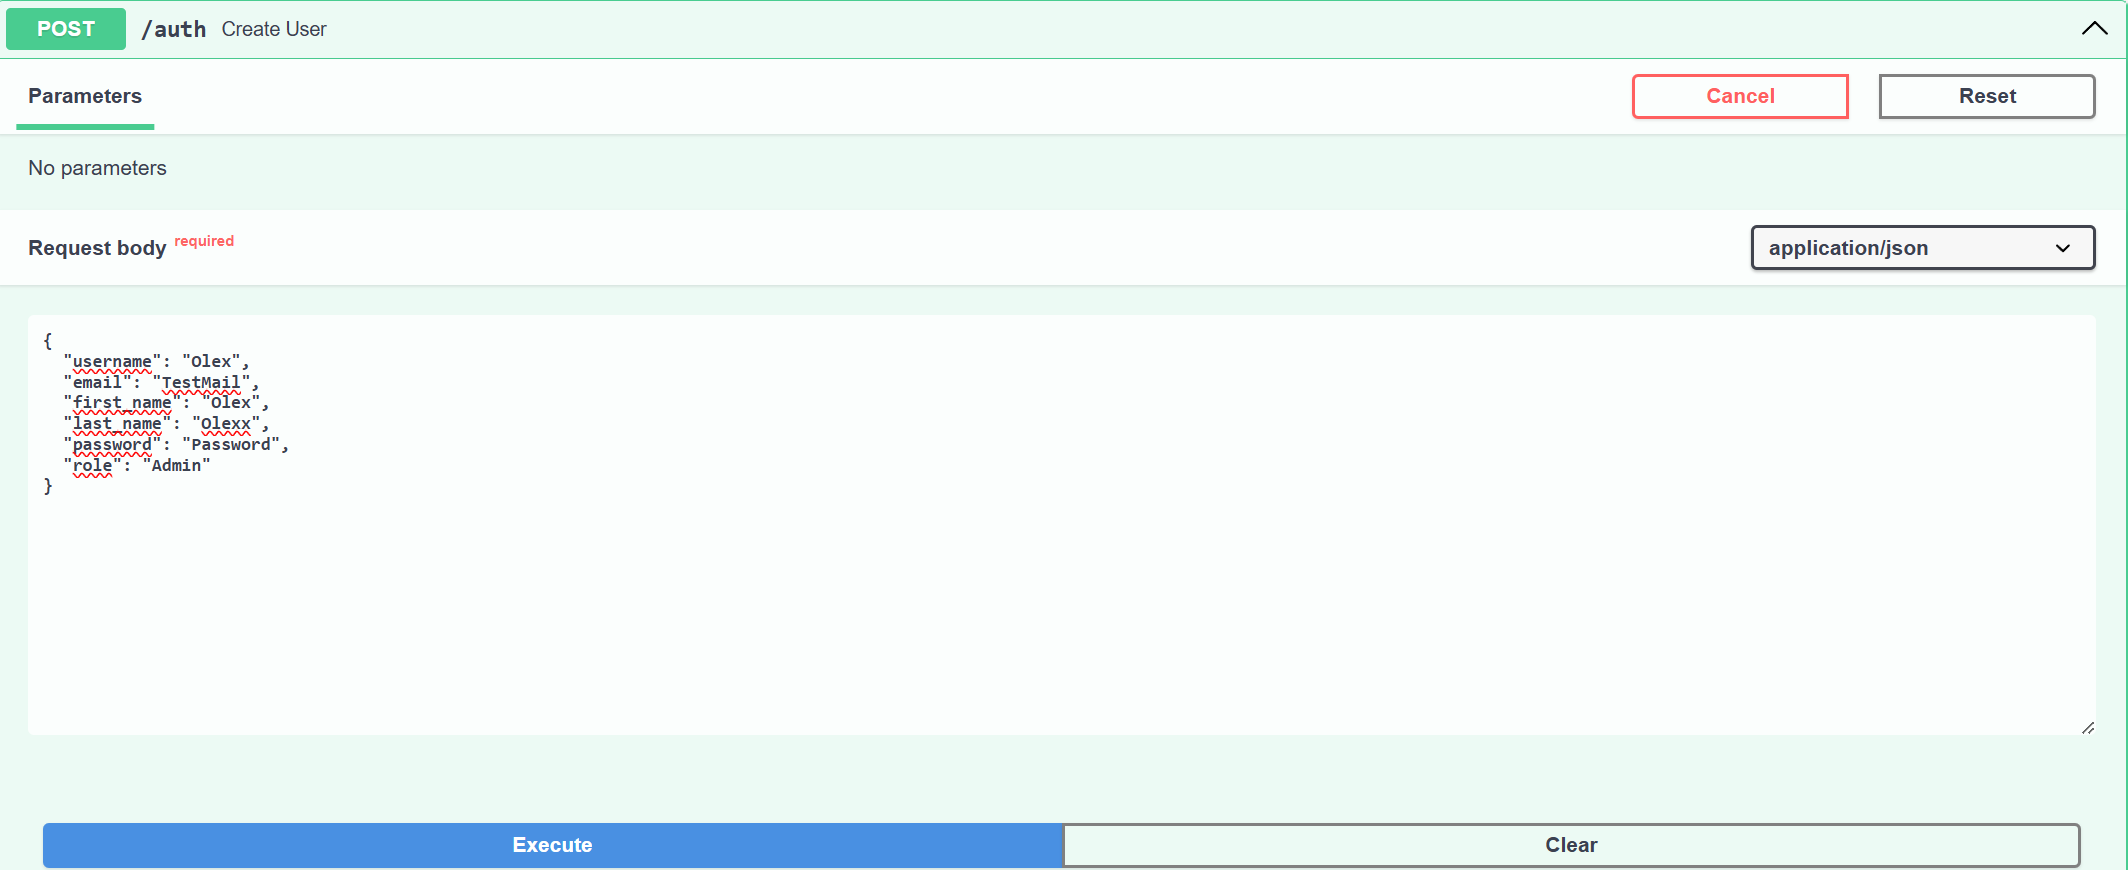 POST /auth Create User
Parameters
Cancel
Reset
No parameters
Request body required
application/json
{
  "username": "Olex",
  "email": "TestMail",
  "first_name": "Olex",
  "last_name": "Olexx",
  "password": "Password",
  "role": "Admin"
}
Execute
Clear